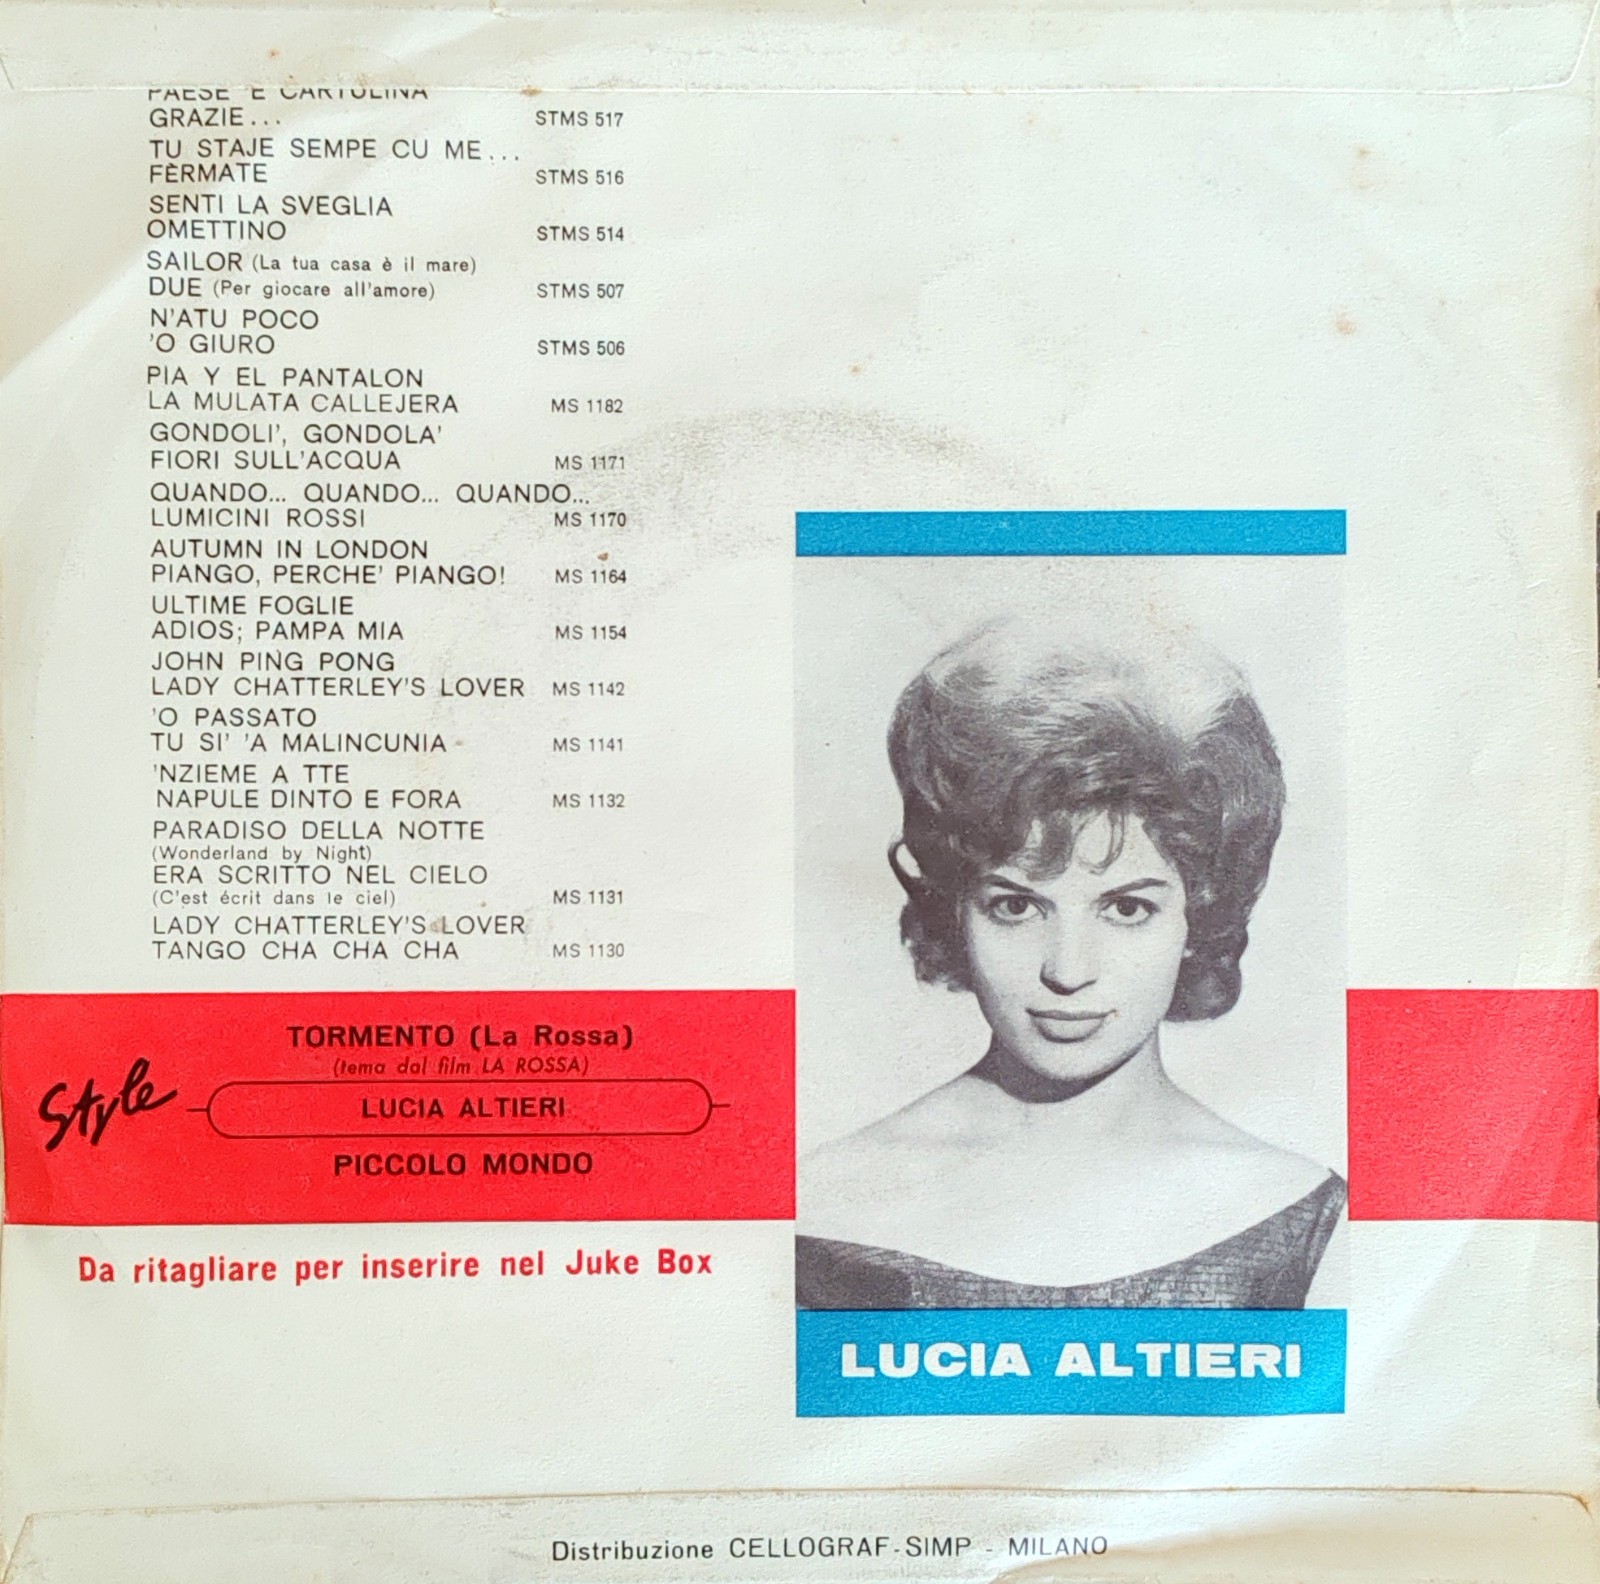 PAESE 'E CARTULINA
GRAZIE... STMS 517
TU STAJE SEMPE CU ME...
FÈRMATE STMS 516
SENTI LA SVEGLIA
OMETTINO STMS 514
SAILOR (La tua casa è il mare)
DUE (Per giocare all'amore) STMS 507
N'ATU POCO
'O GIURO STMS 506
PIA Y EL PANTALON
LA MULATA CALLEJERA MS 1182
GONDOLI', GONDOLA'
FIORI SULL'ACQUA MS 1171
QUANDO... QUANDO... QUANDO...
LUMICINI ROSSI MS 1170
AUTUMN IN LONDON
PIANGO, PERCHE' PIANGO! MS 1164
ULTIME FOGLIE
ADIOS; PAMPA MIA MS 1154
JOHN PING PONG
LADY CHATTERLEY'S LOVER MS 1142
'O PASSATO
TU SI' 'A MALINCUNIA MS 1141
'NZIEME A TTE
NAPULE DINTO E FORA MS 1132
PARADISO DELLA NOTTE
(Wonderland by Night)
ERA SCRITTO NEL CIELO
(C'est écrit dans le ciel) MS 1131
LADY CHATTERLEY'S LOVER
TANGO CHA CHA CHA MS 1130
Style
TORMENTO (La Rossa)
(tema dal film LA ROSSA)
LUCIA ALTIERI
PICCOLO MONDO
Da ritagliare per inserire nel Juke Box
LUCIA ALTIERI
Distribuzione CELLOGRAF-SIMP - MILANO